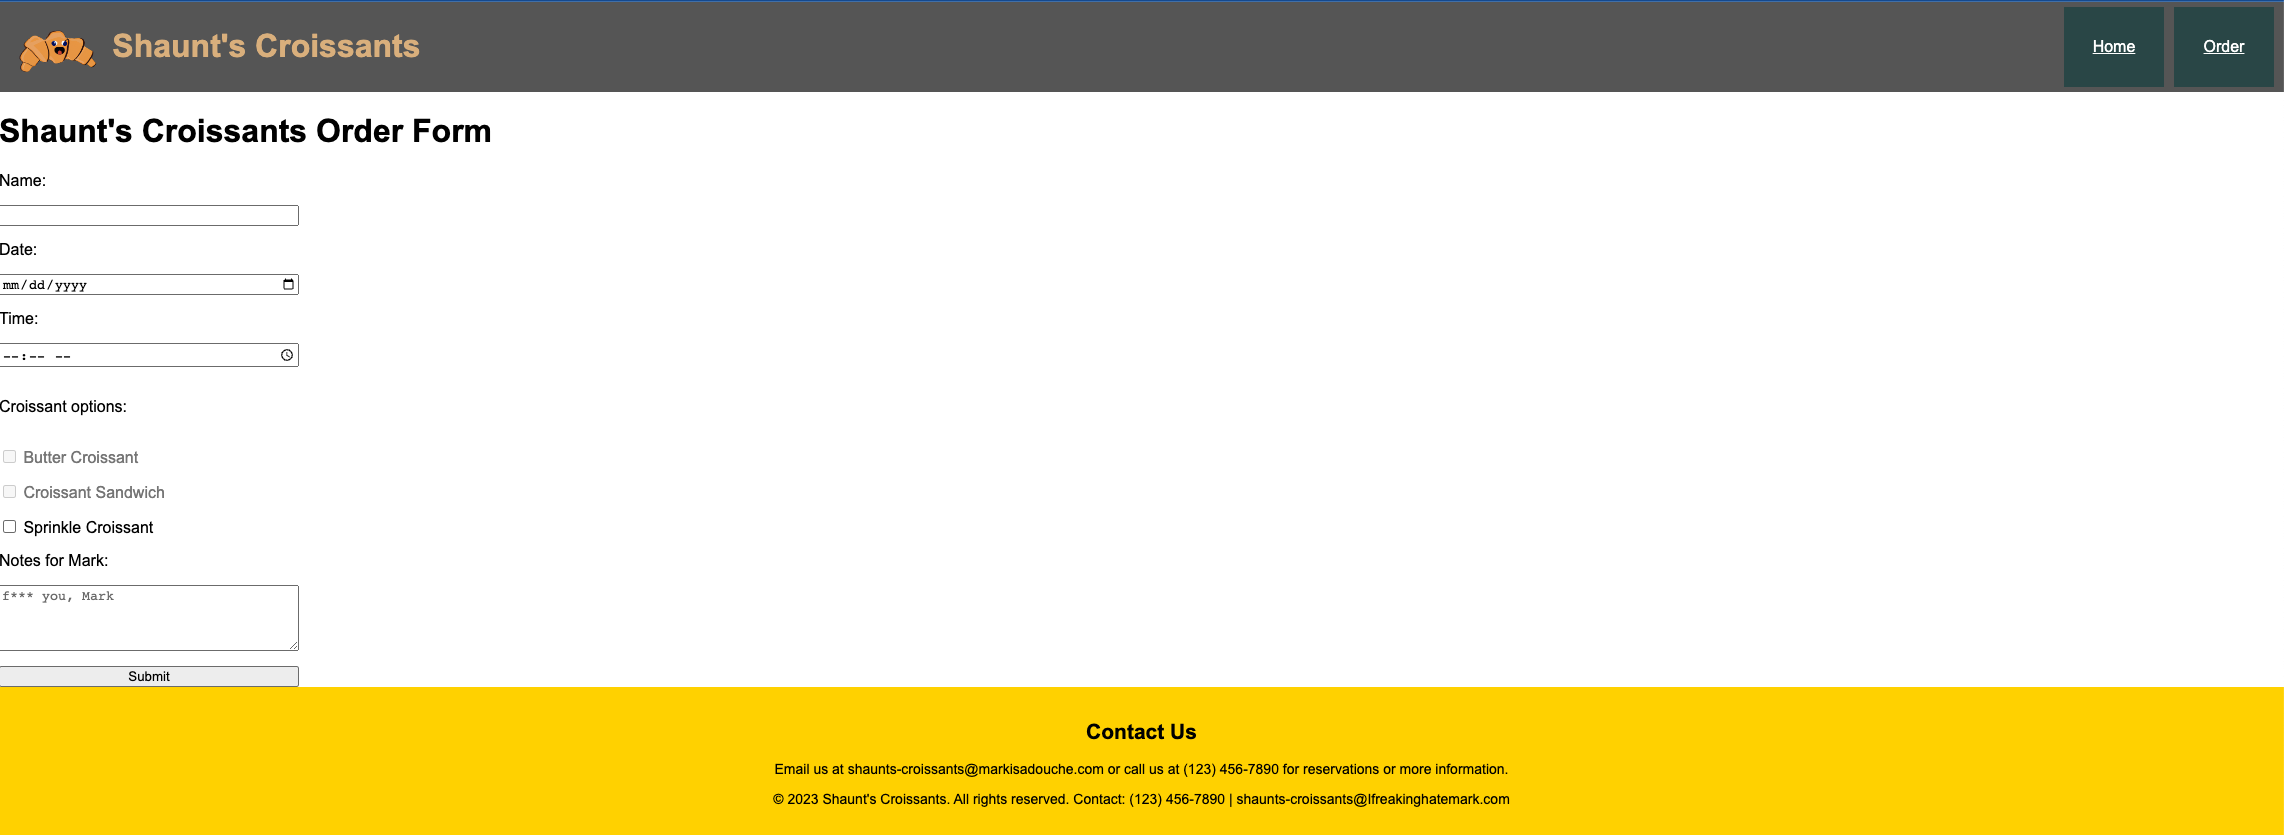 Shaunt's Croissants
Home
Order
Shaunt's Croissants Order Form
Name:
Date:
mm/dd/yyyy
Time:
--:-- --
Croissant options:
Butter Croissant
Croissant Sandwich
Sprinkle Croissant
Notes for Mark:
f*** you, Mark
Submit
Contact Us
Email us at shaunts-croissants@markisadouche.com or call us at (123) 456-7890 for reservations or more information.
© 2023 Shaunt's Croissants. All rights reserved. Contact: (123) 456-7890 | shaunts-croissants@Ifreakinghatemark.com